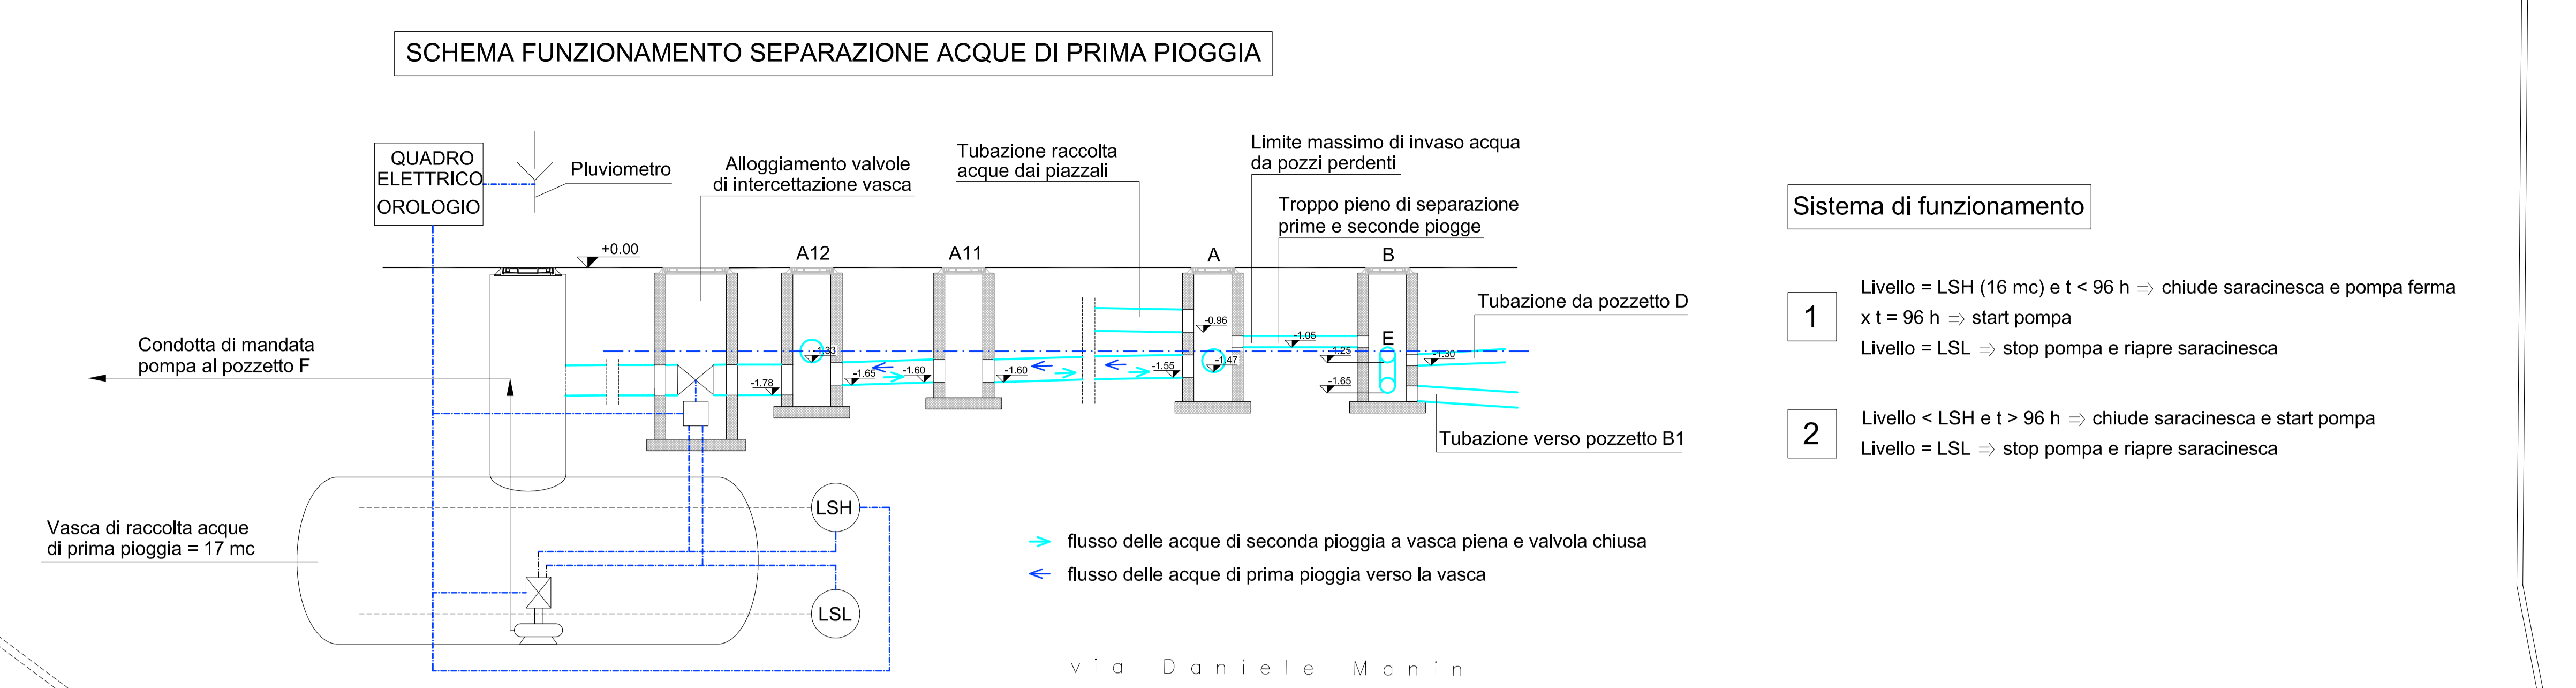 SCHEMA FUNZIONAMENTO SEPARAZIONE ACQUE DI PRIMA PIOGGIA
QUADRO
ELETTRICO
OROLOGIO
Pluviometro
Alloggiamento valvole
di intercettazione vasca
Tubazione raccolta
acque dai piazzali
Limite massimo di invaso acqua
da pozzi perdenti
Troppo pieno di separazione
prime e seconde piogge
+0.00
A12
A11
A
B
Tubazione da pozzetto D
-0.96
-1.05
E
-1.33
-1.47
-1.25
-1.30
-1.65
-1.60
-1.60
-1.55
-1.78
-1.65
Condotta di mandata
pompa al pozzetto F
Tubazione verso pozzetto B1
LSH
LSL
Vasca di raccolta acque
di prima pioggia = 17 mc
flusso delle acque di seconda pioggia a vasca piena e valvola chiusa
flusso delle acque di prima pioggia verso la vasca
via Daniele Manin
Sistema di funzionamento
1
Livello = LSH (16 mc) e t < 96 h ⇒ chiude saracinesca e pompa ferma
x t = 96 h ⇒ start pompa
Livello = LSL ⇒ stop pompa e riapre saracinesca
2
Livello < LSH e t > 96 h ⇒ chiude saracinesca e start pompa
Livello = LSL ⇒ stop pompa e riapre saracinesca